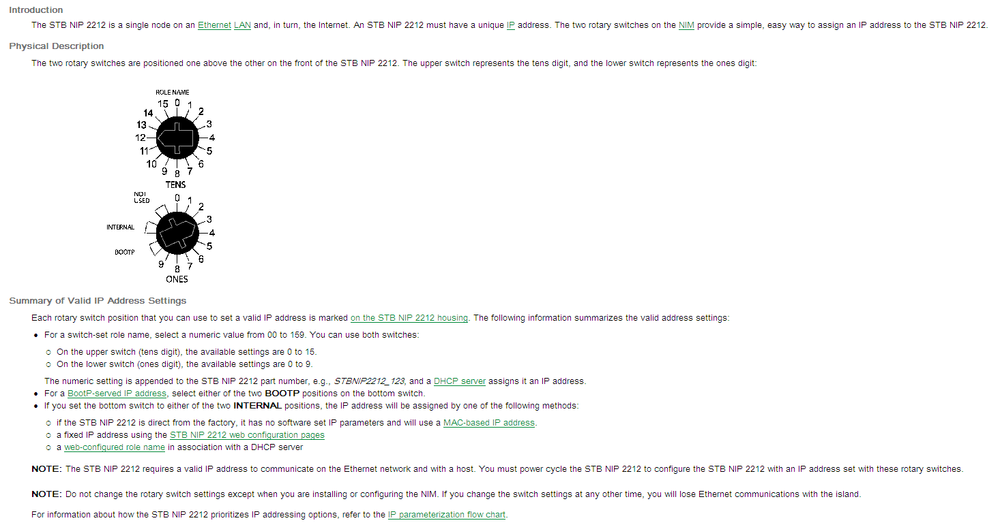 Introduction
The STB NIP 2212 is a single node on an Ethernet LAN and, in turn, the Internet. An STB NIP 2212 must have a unique IP address. The two rotary switches on the NIM provide a simple, easy way to assign an IP address to the STB NIP 2212.
Physical Description
The two rotary switches are positioned one above the other on the front of the STB NIP 2212. The upper switch represents the tens digit, and the lower switch represents the ones digit:
ROLE NAME
15 0 1
14 2
13 3
12 4
11 5
10 6
9 8 7
TENS
NOT
USED
0 1
2
3
INTERNAL
4
5
BOOTP
6
9 8 7
ONES
Summary of Valid IP Address Settings
Each rotary switch position that you can use to set a valid IP address is marked on the STB NIP 2212 housing. The following information summarizes the valid address settings:
• For a switch-set role name, select a numeric value from 00 to 159. You can use both switches:
o On the upper switch (tens digit), the available settings are 0 to 15.
o On the lower switch (ones digit), the available settings are 0 to 9.
The numeric setting is appended to the STB NIP 2212 part number, e.g., STBNIP2212_123, and a DHCP server assigns it an IP address.
• For a BootP-served IP address, select either of the two BOOTP positions on the bottom switch.
• If you set the bottom switch to either of the two INTERNAL positions, the IP address will be assigned by one of the following methods:
o if the STB NIP 2212 is direct from the factory, it has no software set IP parameters and will use a MAC-based IP address.
o a fixed IP address using the STB NIP 2212 web configuration pages
o a web-configured role name in association with a DHCP server
NOTE: The STB NIP 2212 requires a valid IP address to communicate on the Ethernet network and with a host. You must power cycle the STB NIP 2212 to configure the STB NIP 2212 with an IP address set with these rotary switches.
NOTE: Do not change the rotary switch settings except when you are installing or configuring the NIM. If you change the switch settings at any other time, you will lose Ethernet communications with the island.
For information about how the STB NIP 2212 prioritizes IP addressing options, refer to the IP parameterization flow chart.